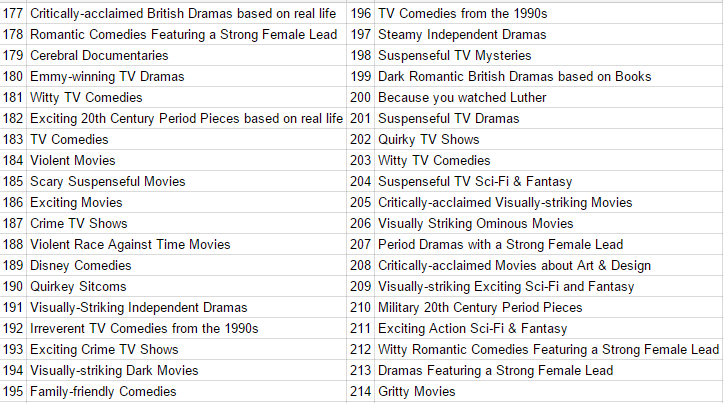 177 Critically-acclaimed British Dramas based on real life
178 Romantic Comedies Featuring a Strong Female Lead
179 Cerebral Documentaries
180 Emmy-winning TV Dramas
181 Witty TV Comedies
182 Exciting 20th Century Period Pieces based on real life
183 TV Comedies
184 Violent Movies
185 Scary Suspenseful Movies
186 Exciting Movies
187 Crime TV Shows
188 Violent Race Against Time Movies
189 Disney Comedies
190 Quirkey Sitcoms
191 Visually-Striking Independent Dramas
192 Irreverent TV Comedies from the 1990s
193 Exciting Crime TV Shows
194 Visually-striking Dark Movies
195 Family-friendly Comedies
196 TV Comedies from the 1990s
197 Steamy Independent Dramas
198 Suspenseful TV Mysteries
199 Dark Romantic British Dramas based on Books
200 Because you watched Luther
201 Suspenseful TV Dramas
202 Quirky TV Shows
203 Witty TV Comedies
204 Suspenseful TV Sci-Fi & Fantasy
205 Critically-acclaimed Visually-striking Movies
206 Visually Striking Ominous Movies
207 Period Dramas with a Strong Female Lead
208 Critically-acclaimed Movies about Art & Design
209 Visually-striking Exciting Sci-Fi and Fantasy
210 Military 20th Century Period Pieces
211 Exciting Action Sci-Fi & Fantasy
212 Witty Romantic Comedies Featuring a Strong Female Lead
213 Dramas Featuring a Strong Female Lead
214 Gritty Movies